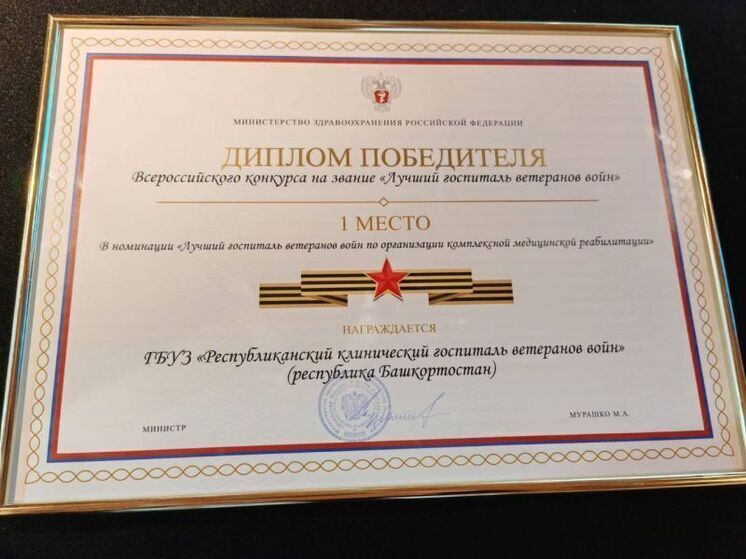 МИНИСТЕРСТВО ЗДРАВООХРАНЕНИЯ РОССИЙСКОЙ ФЕДЕРАЦИИ
ДИПЛОМ ПОБЕДИТЕЛЯ
Всероссийского конкурса на звание «Лучший госпиталь ветеранов войн»
1 МЕСТО
В номинации «Лучший госпиталь ветеранов войн по организации комплексной медицинской реабилитации»
НАГРАЖДАЕТСЯ
ГБУЗ «Республиканский клинический госпиталь ветеранов войн»
(республика Башкортостан)
МИНИСТР
МУРАШКО М.А.